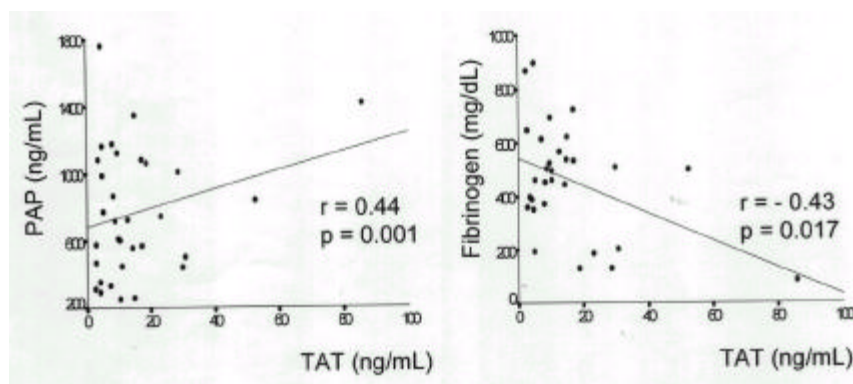 PAP (ng/mL)
1800
1400
1000
600
200
0
20
40
60
80
100
r = 0.44
p = 0.001
TAT (ng/mL)
Fibrinogen (mg/dL)
1000
800
600
400
200
0
0
20
40
60
80
100
r = - 0.43
p = 0.017
TAT (ng/mL)